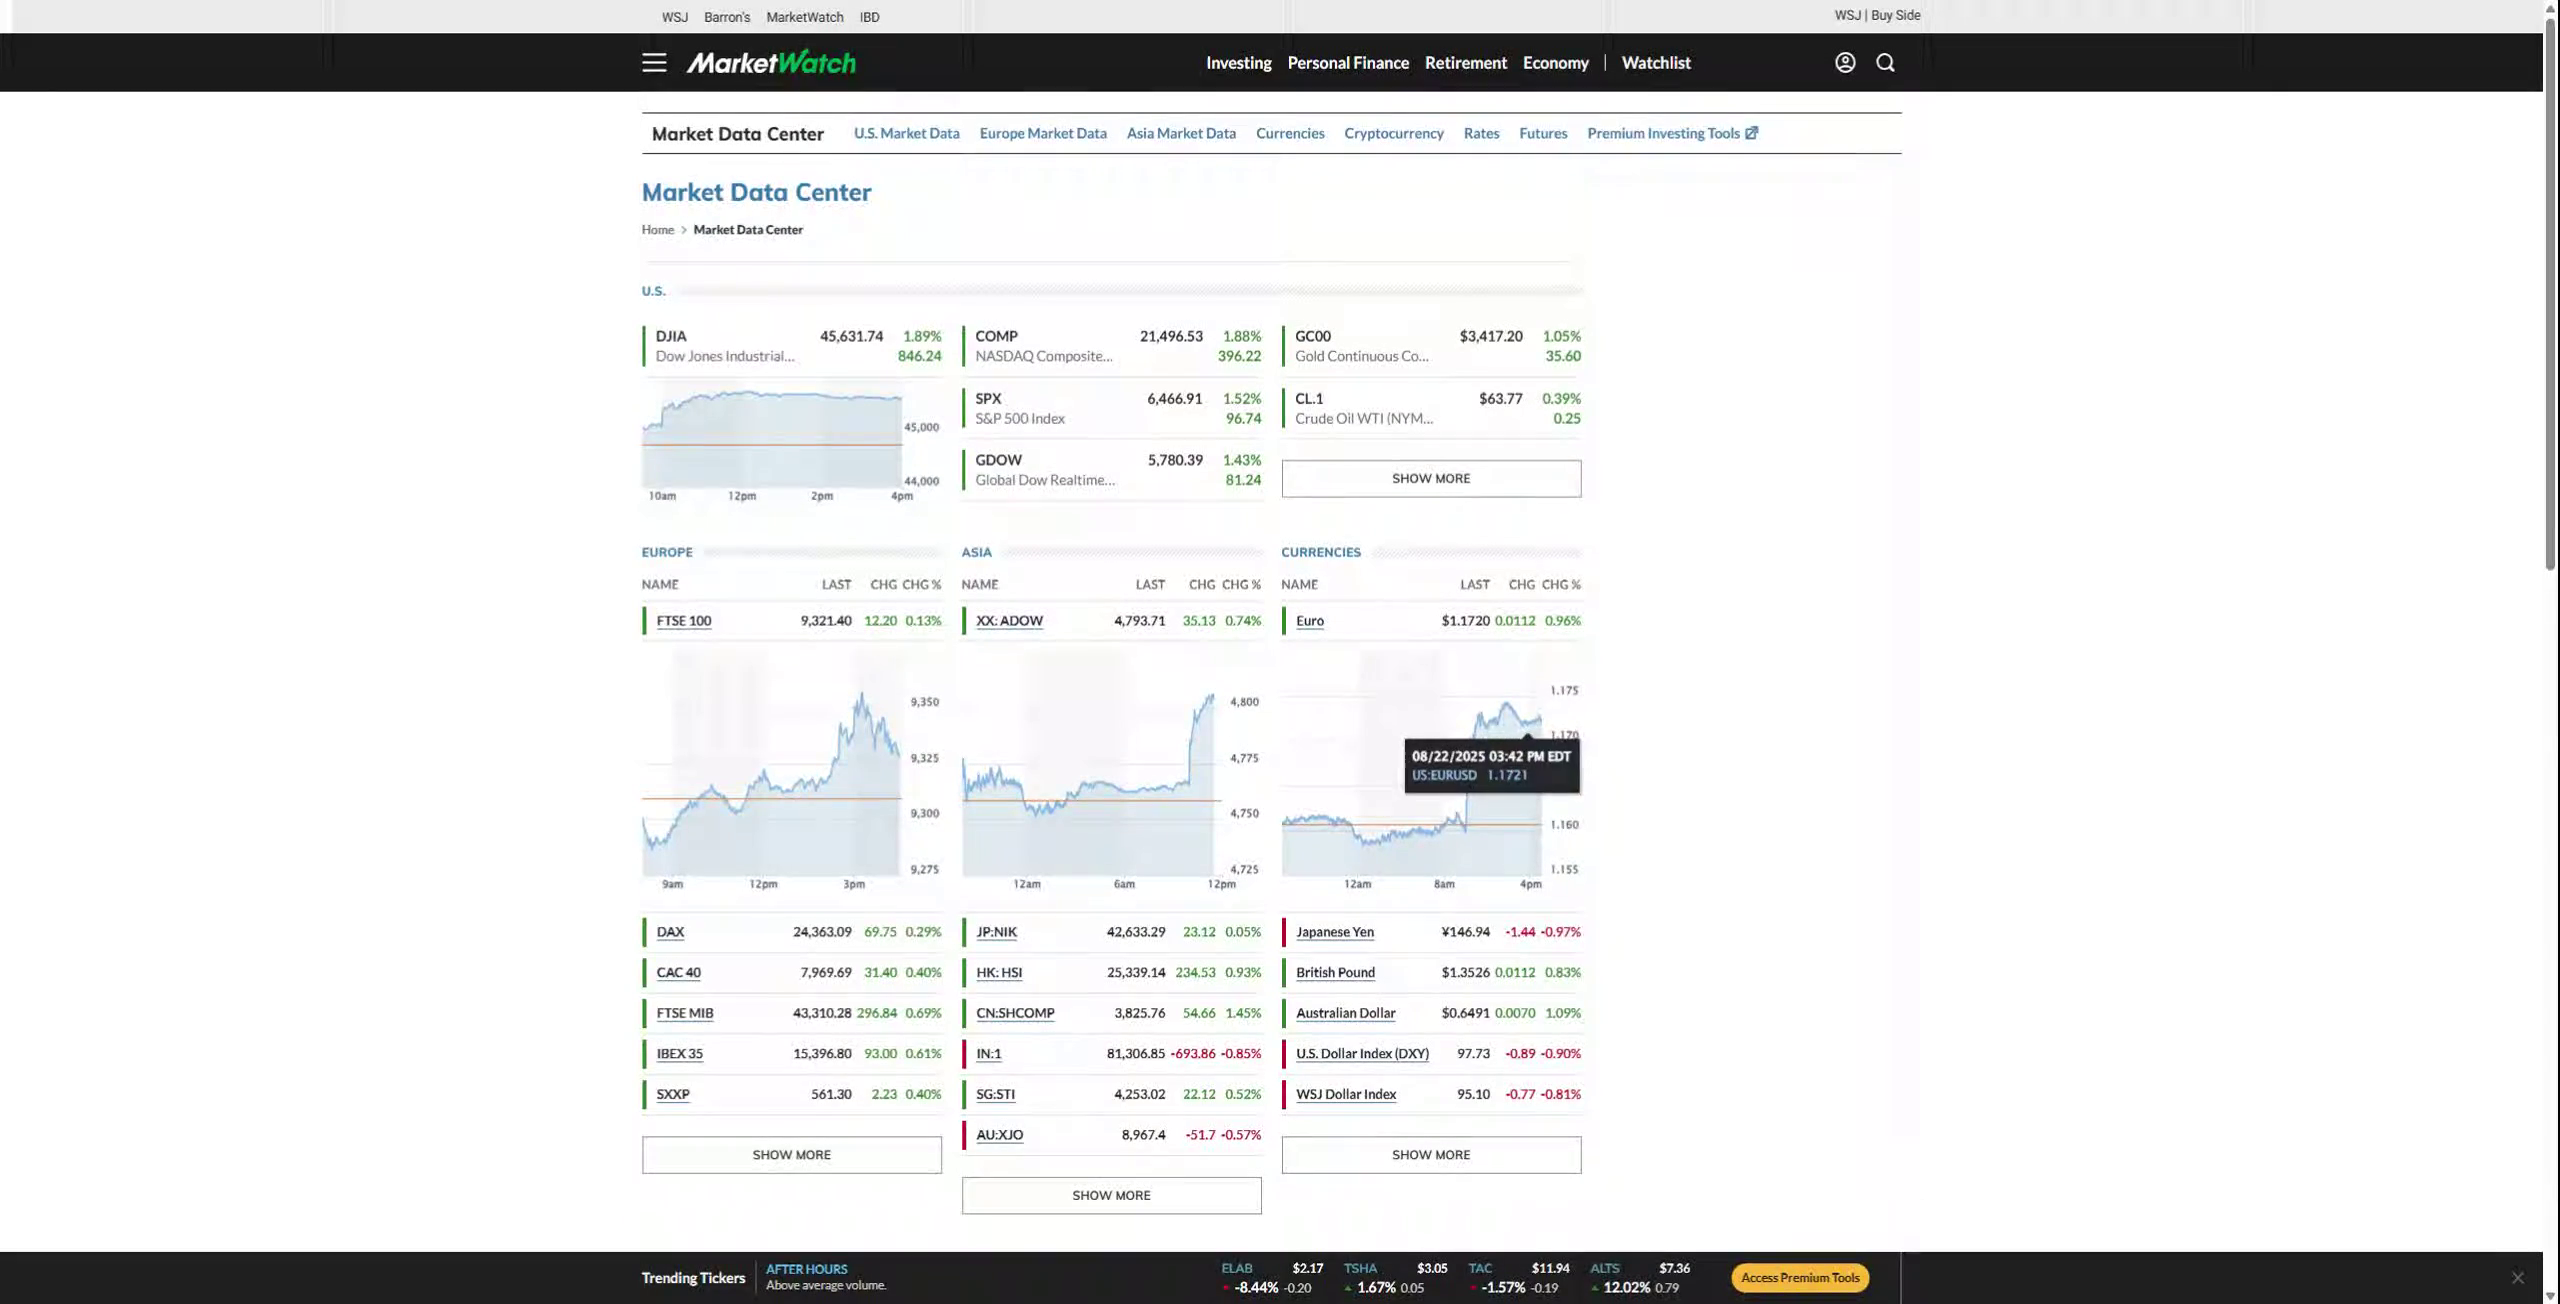 WSJ Barron's MarketWatch IBD
WSJ | Buy Side
MarketWatch
Investing Personal Finance Retirement Economy | Watchlist
Market Data Center U.S. Market Data Europe Market Data Asia Market Data Currencies Cryptocurrency Rates Futures Premium Investing Tools
Market Data Center
Home > Market Data Center
U.S.
DJIA 45,631.74 1.89%
Dow Jones Industrial... 846.24
45,000
44,000
10am 12pm 2pm 4pm
COMP 21,496.53 1.88%
NASDAQ Composite... 396.22
SPX 6,466.91 1.52%
S&P 500 Index 96.74
GDOW 5,780.39 1.43%
Global Dow Realtime... 81.24
GC00 $3,417.20 1.05%
Gold Continuous Co... 35.60
CL.1 $63.77 0.39%
Crude Oil WTI (NYM... 0.25
SHOW MORE
EUROPE
NAME LAST CHG CHG %
FTSE 100 9,321.40 12.20 0.13%
9,350
9,325
9,300
9,275
9am 12pm 3pm
DAX 24,363.09 69.75 0.29%
CAC 40 7,969.69 31.40 0.40%
FTSE MIB 43,310.28 296.84 0.69%
IBEX 35 15,396.80 93.00 0.61%
SXXP 561.30 2.23 0.40%
SHOW MORE
ASIA
NAME LAST CHG CHG %
XX: ADOW 4,793.71 35.13 0.74%
4,800
4,775
4,750
4,725
12am 6am 12pm
JP:NIK 42,633.29 23.12 0.05%
HK: HSI 25,339.14 234.53 0.93%
CN:SHCOMP 3,825.76 54.66 1.45%
IN:1 81,306.85 -693.86 -0.85%
SG:STI 4,253.02 22.12 0.52%
AU:XJO 8,967.4 -51.7 -0.57%
SHOW MORE
CURRENCIES
NAME LAST CHG CHG %
Euro $1.1720 0.0112 0.96%
1.175
1.170
08/22/2025 03:42 PM EDT
US:EURUSD 1.1721
1.160
1.155
12am 8am 4pm
Japanese Yen ¥146.94 -1.44 -0.97%
British Pound $1.3526 0.0112 0.83%
Australian Dollar $0.6491 0.0070 1.09%
U.S. Dollar Index (DXY) 97.73 -0.89 -0.90%
WSJ Dollar Index 95.10 -0.77 -0.81%
SHOW MORE
Trending Tickers
AFTER HOURS
Above average volume.
ELAB $2.17
-8.44% -0.20
TSHA $3.05
1.67% 0.05
TAC $11.94
-1.57% -0.19
ALTS $7.36
12.02% 0.79
Access Premium Tools